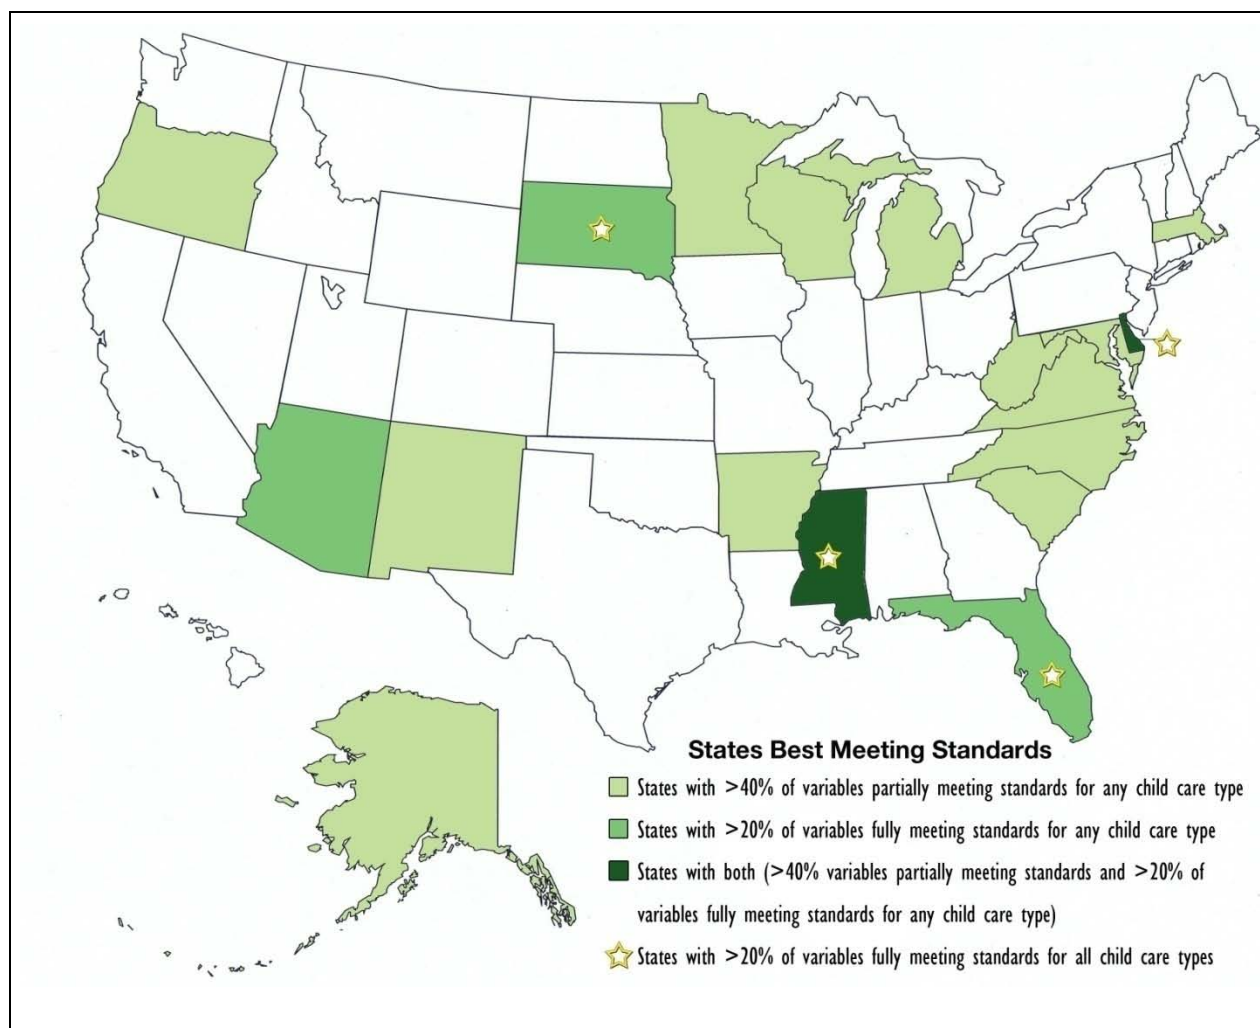 States Best Meeting Standards
States with >40% of variables partially meeting standards for any child care type
States with >20% of variables fully meeting standards for any child care type
States with both (>40% variables partially meeting standards and >20% of
variables fully meeting standards for any child care type)
States with >20% of variables fully meeting standards for all child care types